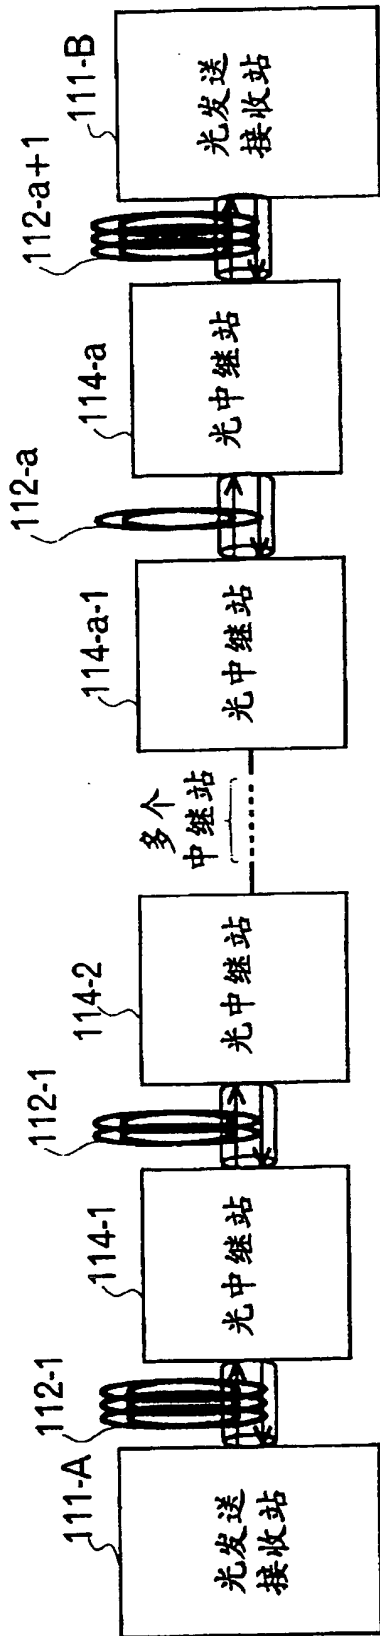 111-A
光发送
接收站
112-1
114-1
光中继站
112-1
114-2
光中继站
多个
中继站
114-a-1
光中继站
112-a
114-a
光中继站
112-a+1
111-B
光发送
接收站